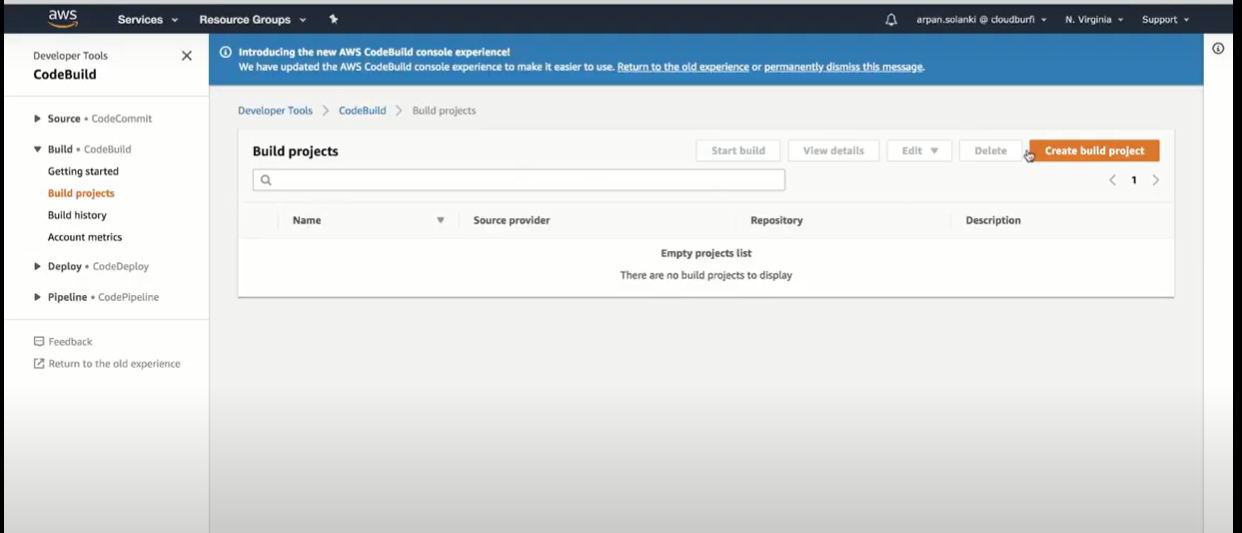 aws Services Resource Groups arpan.solanki @ cloudburfi N. Virginia Support
Developer Tools
CodeBuild
Source • CodeCommit
Build • CodeBuild
Getting started
Build projects
Build history
Account metrics
Deploy • CodeDeploy
Pipeline • CodePipeline
Feedback
Return to the old experience
Introducing the new AWS CodeBuild console experience!
We have updated the AWS CodeBuild console experience to make it easier to use. Return to the old experience or permanently dismiss this message.
Developer Tools > CodeBuild > Build projects
Build projects Start build View details Edit Delete Create build project
< 1 >
Name Source provider Repository Description
Empty projects list
There are no build projects to display